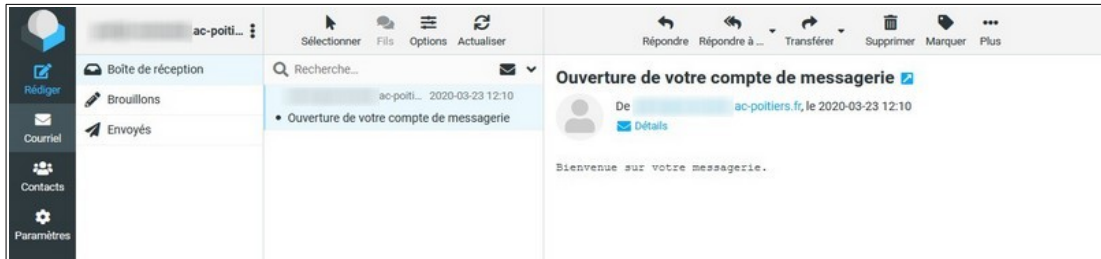 ac-poiti...
Rédiger
Courriel
Contacts
Paramètres
Boîte de réception
Brouillons
Envoyés
Sélectionner Fils Options Actualiser
Recherche...
ac-poiti... 2020-03-23 12:10
• Ouverture de votre compte de messagerie
Répondre Répondre à ... Transférer Supprimer Marquer Plus
Ouverture de votre compte de messagerie
De ac-poitiers.fr, le 2020-03-23 12:10
Détails
Bienvenue sur votre messagerie.